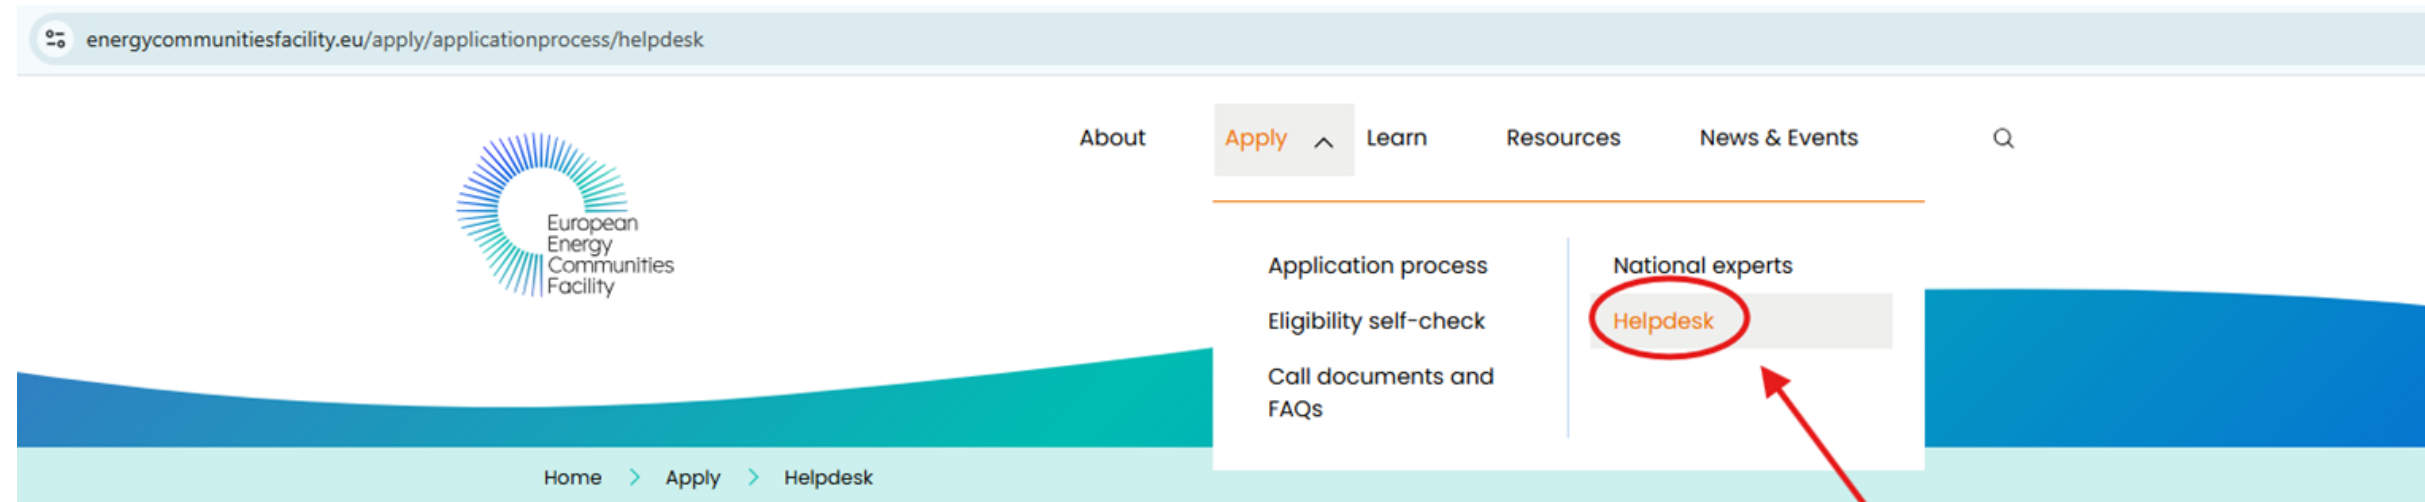 energycommunitiesfacility.eu/apply/applicationprocess/helpdesk
About Apply Learn Resources News & Events
European
Energy
Communities
Facility
Application process
Eligibility self-check
Call documents and
FAQs
National experts
Helpdesk
Home > Apply > Helpdesk